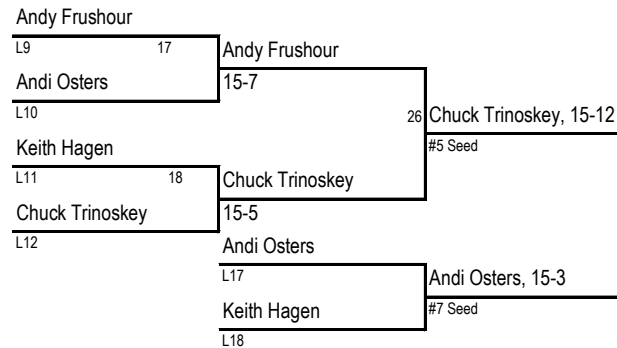 Andy Frushour
L9 17 Andy Frushour
Andi Osters 15-7
L10 26 Chuck Trinoskey, 15-12
Keith Hagen #5 Seed
L11 18 Chuck Trinoskey
Chuck Trinoskey 15-5
L12 Andi Osters
L17 Andi Osters, 15-3
Keith Hagen #7 Seed
L18